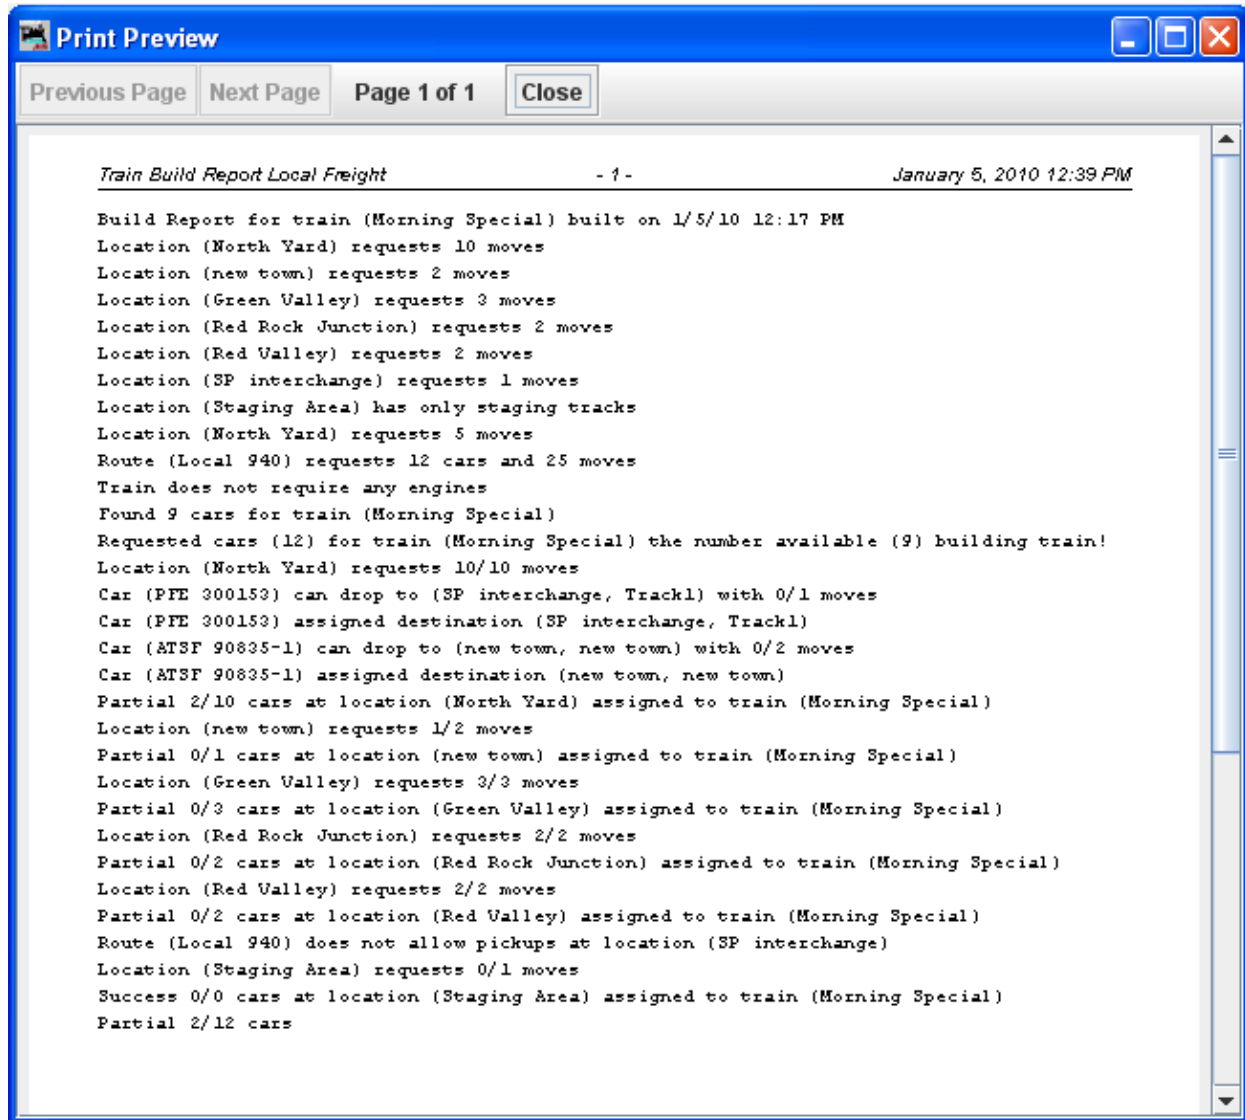 Print Preview
Previous Page Next Page Page 1 of 1 Close
Train Build Report Local Freight - 1 - January 5, 2010 12:39 PM
Build Report for train (Morning Special) built on 1/5/10 12:17 PM
Location (North Yard) requests 10 moves
Location (new town) requests 2 moves
Location (Green Valley) requests 3 moves
Location (Red Rock Junction) requests 2 moves
Location (Red Valley) requests 2 moves
Location (SP interchange) requests 1 moves
Location (Staging Area) has only staging tracks
Location (North Yard) requests 5 moves
Route (Local 940) requests 12 cars and 25 moves
Train does not require any engines
Found 9 cars for train (Morning Special)
Requested cars (12) for train (Morning Special) the number available (9) building train!
Location (North Yard) requests 10/10 moves
Car (PFE 300153) can drop to (SP interchange, Track1) with 0/1 moves
Car (PFE 300153) assigned destination (SP interchange, Track1)
Car (ATSF 90835-1) can drop to (new town, new town) with 0/2 moves
Car (ATSF 90835-1) assigned destination (new town, new town)
Partial 2/10 cars at location (North Yard) assigned to train (Morning Special)
Location (new town) requests 1/2 moves
Partial 0/1 cars at location (new town) assigned to train (Morning Special)
Location (Green Valley) requests 3/3 moves
Partial 0/3 cars at location (Green Valley) assigned to train (Morning Special)
Location (Red Rock Junction) requests 2/2 moves
Partial 0/2 cars at location (Red Rock Junction) assigned to train (Morning Special)
Location (Red Valley) requests 2/2 moves
Partial 0/2 cars at location (Red Valley) assigned to train (Morning Special)
Route (Local 940) does not allow pickups at location (SP interchange)
Location (Staging Area) requests 0/1 moves
Success 0/0 cars at location (Staging Area) assigned to train (Morning Special)
Partial 2/12 cars